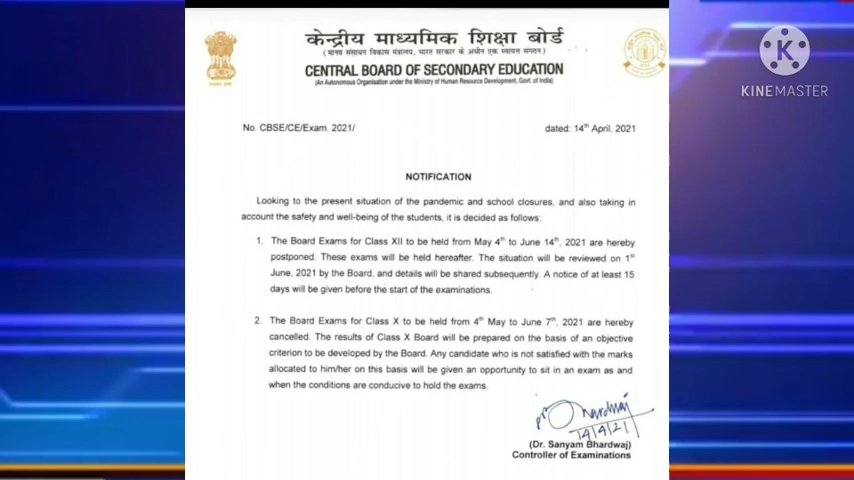 केन्द्रीय माध्यमिक शिक्षा बोर्ड
(मानव संसाधन विकास मंत्रालय, भारत सरकार के अधीन एक स्वायत्त संगठन)
CENTRAL BOARD OF SECONDARY EDUCATION
(An Autonomous Organisation under the Ministry of Human Resource Development, Govt. of India)
KINEMASTER
No. CBSE/CE/Exam. 2021/ dated: 14th April, 2021
NOTIFICATION
Looking to the present situation of the pandemic and school closures, and also taking in
account the safety and well-being of the students, it is decided as follows:
1. The Board Exams for Class XII to be held from May 4th to June 14th, 2021 are hereby
postponed. These exams will be held hereafter. The situation will be reviewed on 1st
June, 2021 by the Board, and details will be shared subsequently. A notice of at least 15
days will be given before the start of the examinations.
2. The Board Exams for Class X to be held from 4th May to June 7th, 2021 are hereby
cancelled. The results of Class X Board will be prepared on the basis of an objective
criterion to be developed by the Board. Any candidate who is not satisfied with the marks
allocated to him/her on this basis will be given an opportunity to sit in an exam as and
when the conditions are conducive to hold the exams.
14/4/21
(Dr. Sanyam Bhardwaj)
Controller of Examinations